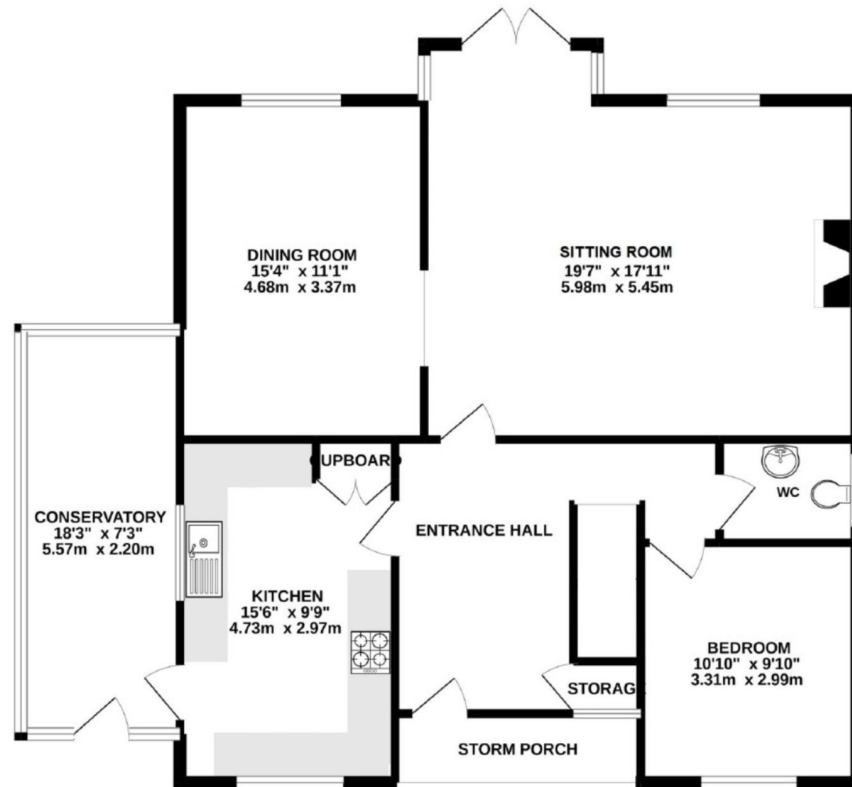 DINING ROOM
15'4" x 11'1"
4.68m x 3.37m
SITTING ROOM
19'7" x 17'11"
5.98m x 5.45m
CUPBOARD
WC
CONSERVATORY
18'3" x 7'3"
5.57m x 2.20m
ENTRANCE HALL
KITCHEN
15'6" x 9'9"
4.73m x 2.97m
BEDROOM
10'10" x 9'10"
3.31m x 2.99m
STORAGE
STORM PORCH